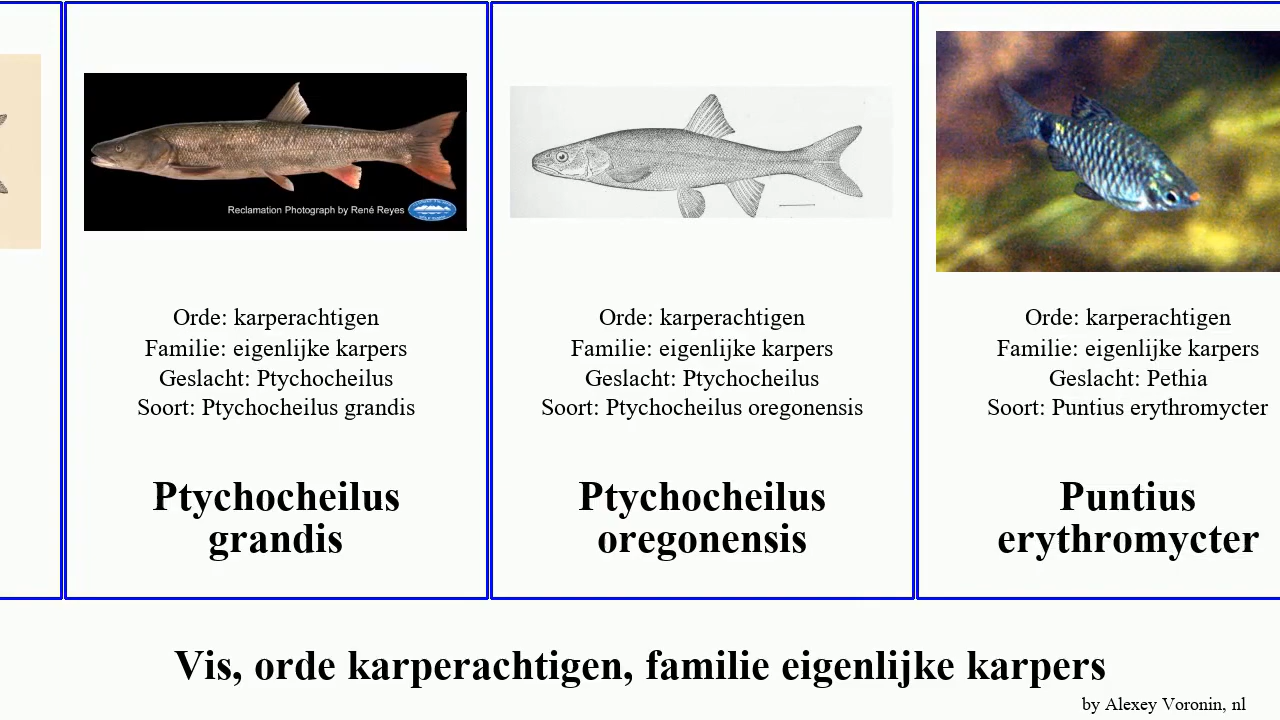 Reclamation Photograph by René Reyes
Orde: karperachtigen
Familie: eigenlijke karpers
Geslacht: Ptychocheilus
Soort: Ptychocheilus grandis
Ptychocheilus
grandis
Orde: karperachtigen
Familie: eigenlijke karpers
Geslacht: Ptychocheilus
Soort: Ptychocheilus oregonensis
Ptychocheilus
oregonensis
Orde: karperachtigen
Familie: eigenlijke karpers
Geslacht: Pethia
Soort: Puntius erythromycter
Puntius
erythromycter
Vis, orde karperachtigen, familie eigenlijke karpers
by Alexey Voronin, nl